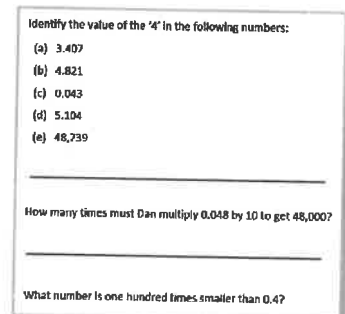 Identify the value of the '4' in the following numbers:
(a) 3.407
(b) 4.821
(c) 0.043
(d) 5.104
(e) 48,739
How many times must Dan multiply 0.048 by 10 to get 48,000?
What number is one hundred times smaller than 0.4?